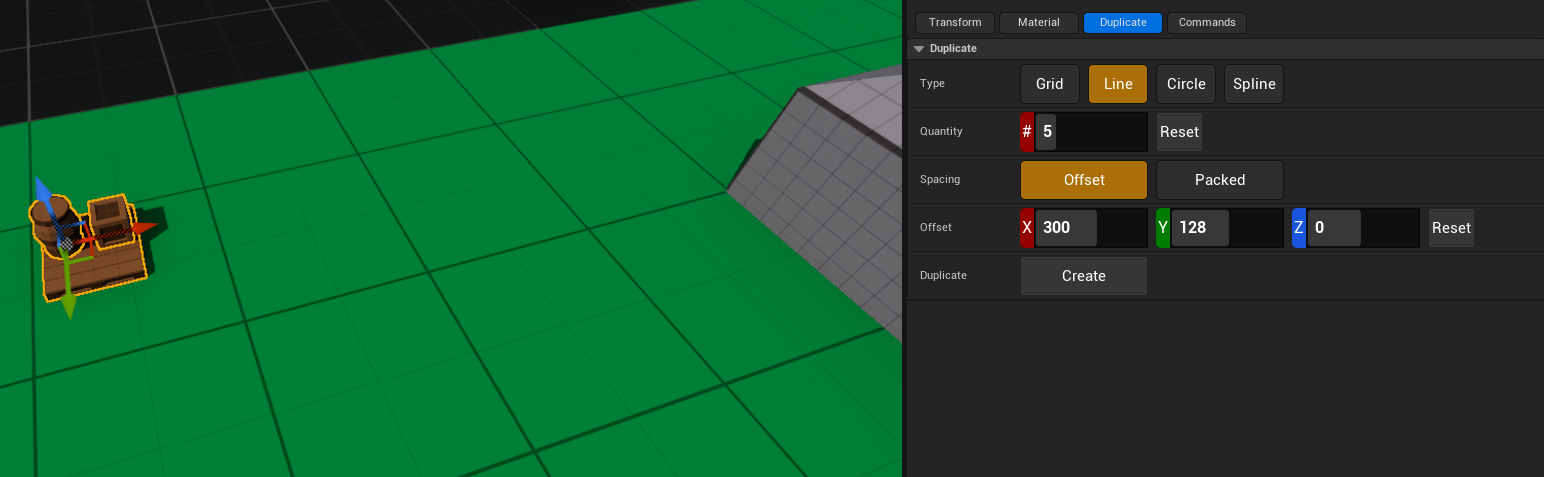 Transform Material Duplicate Commands
Duplicate
Type Grid Line Circle Spline
Quantity # 5 Reset
Spacing Offset Packed
Offset X 300 Y 128 Z 0 Reset
Duplicate Create